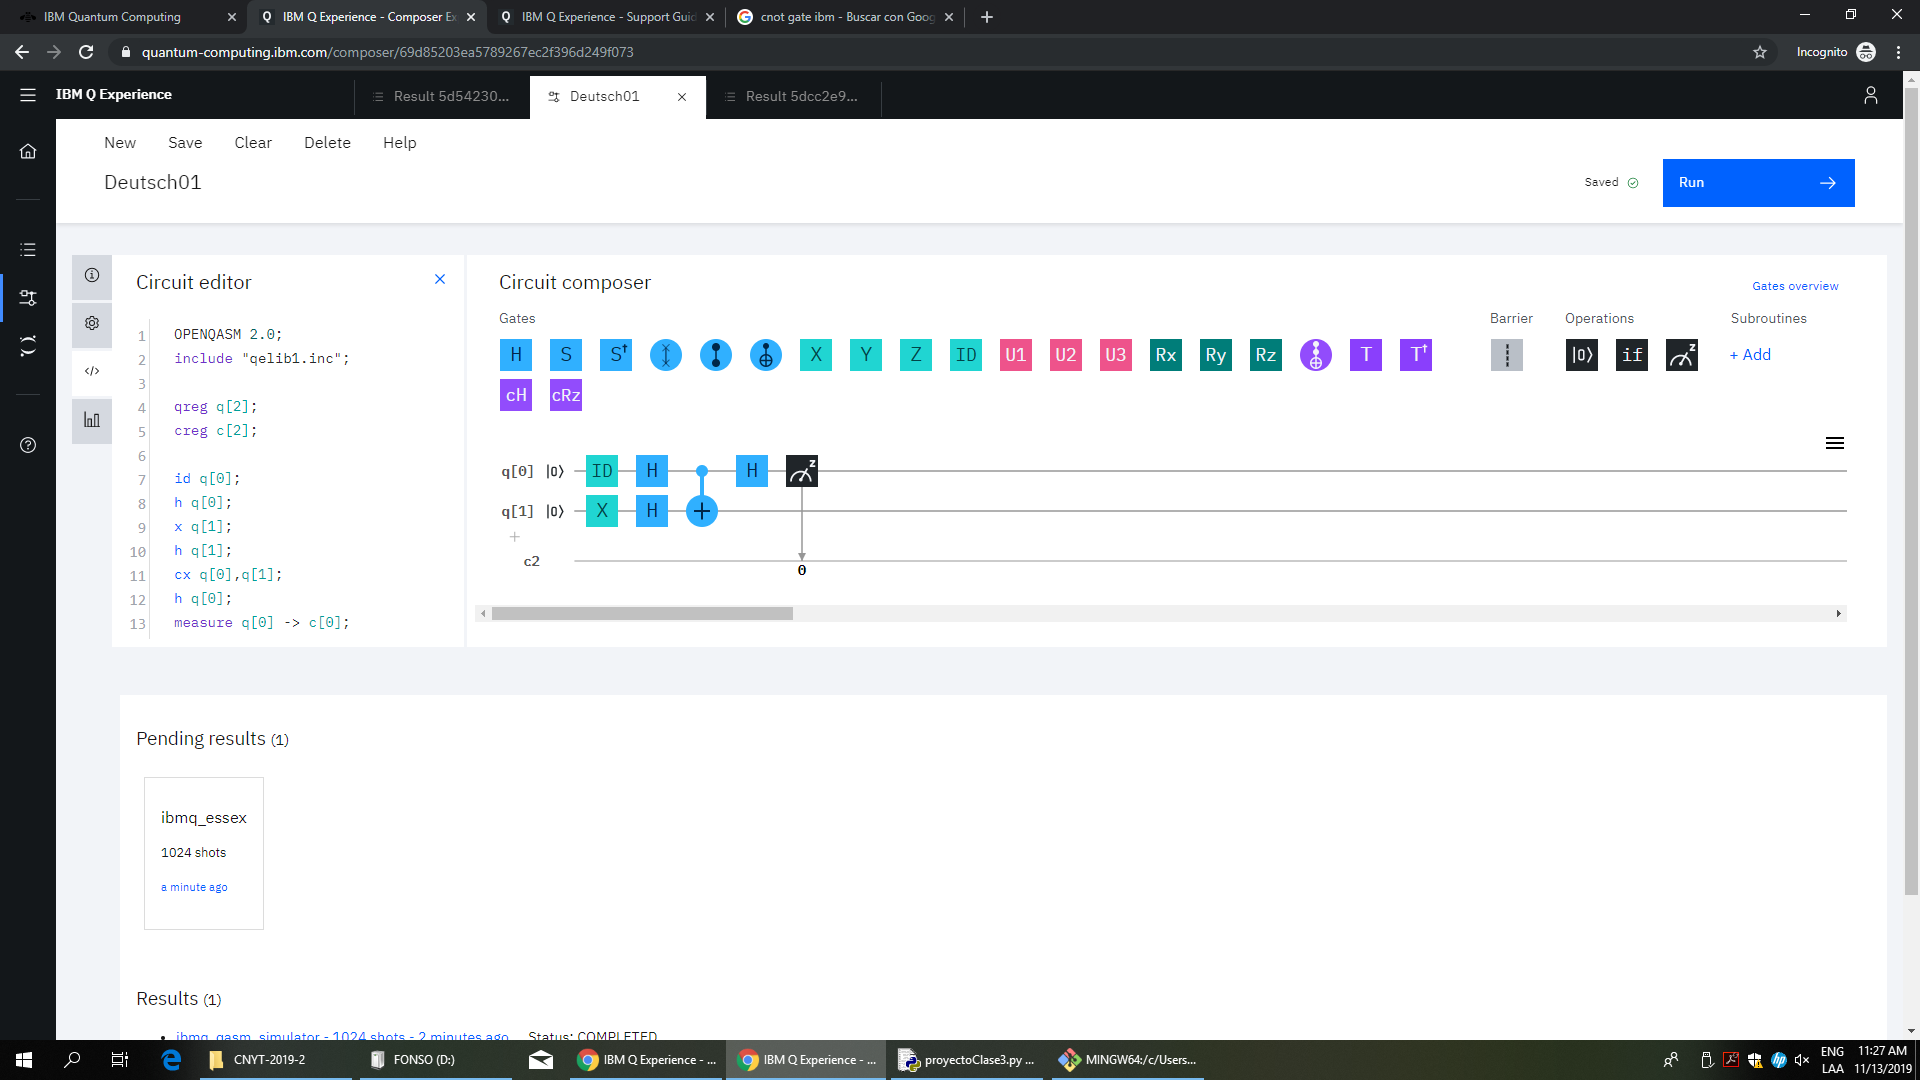 IBM Quantum Computing
IBM Q Experience - Composer Ex
IBM Q Experience - Support Guid
cnot gate ibm - Buscar con Goog
quantum-computing.ibm.com/composer/69d85203ea5789267ec2f396d249f073
Incognito
IBM Q Experience
Result 5d54230...
Deutsch01
Result 5dcc2e9...
New Save Clear Delete Help
Deutsch01
Saved
Run
Circuit editor
Circuit composer
Gates overview
Gates
Barrier
Operations
Subroutines
H S S† X Y Z ID U1 U2 U3 Rx Ry Rz T T†
|0⟩ if z
+ Add
cH cRz
1 OPENQASM 2.0;
2 include "qelib1.inc";
3
4 qreg q[2];
5 creg c[2];
6
7 id q[0];
8 h q[0];
9 x q[1];
10 h q[1];
11 cx q[0],q[1];
12 h q[0];
13 measure q[0] -> c[0];
q[0] |0⟩ ID H H z
q[1] |0⟩ X H +
+
c2
0
Pending results (1)
ibmq_essex
1024 shots
a minute ago
Results (1)
ibmq_qasm_simulator - 1024 shots - 2 minutes ago Status: COMPLETED
CNYT-2019-2
FONSO (D:)
IBM Q Experience - ...
IBM Q Experience - ...
proyectoClase3.py ...
MINGW64:/c/Users...
ENG
LAA
11:27 AM
11/13/2019